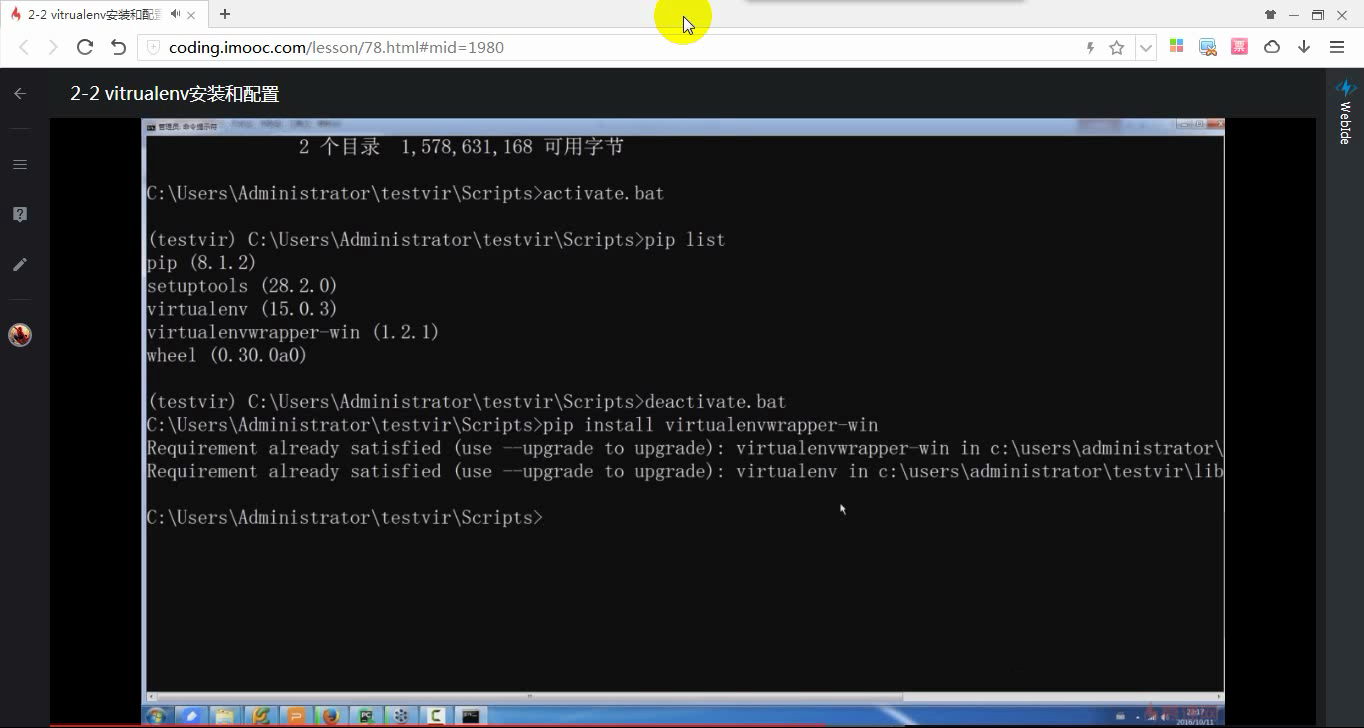 2-2 vitrualenv安装和配置
coding.imooc.com/lesson/78.html#mid=1980
票
2-2 vitrualenv安装和配置
WebIde
管理员: 命令提示符
2 个目录  1,578,631,168 可用字节
C:\Users\Administrator\testvir\Scripts>activate.bat
(testvir) C:\Users\Administrator\testvir\Scripts>pip list
pip (8.1.2)
setuptools (28.2.0)
virtualenv (15.0.3)
virtualenvwrapper-win (1.2.1)
wheel (0.30.0a0)
(testvir) C:\Users\Administrator\testvir\Scripts>deactivate.bat
C:\Users\Administrator\testvir\Scripts>pip install virtualenvwrapper-win
Requirement already satisfied (use --upgrade to upgrade): virtualenvwrapper-win in c:\users\administrator\
Requirement already satisfied (use --upgrade to upgrade): virtualenv in c:\users\administrator\testvir\lib
C:\Users\Administrator\testvir\Scripts>
23:17
2016/10/11